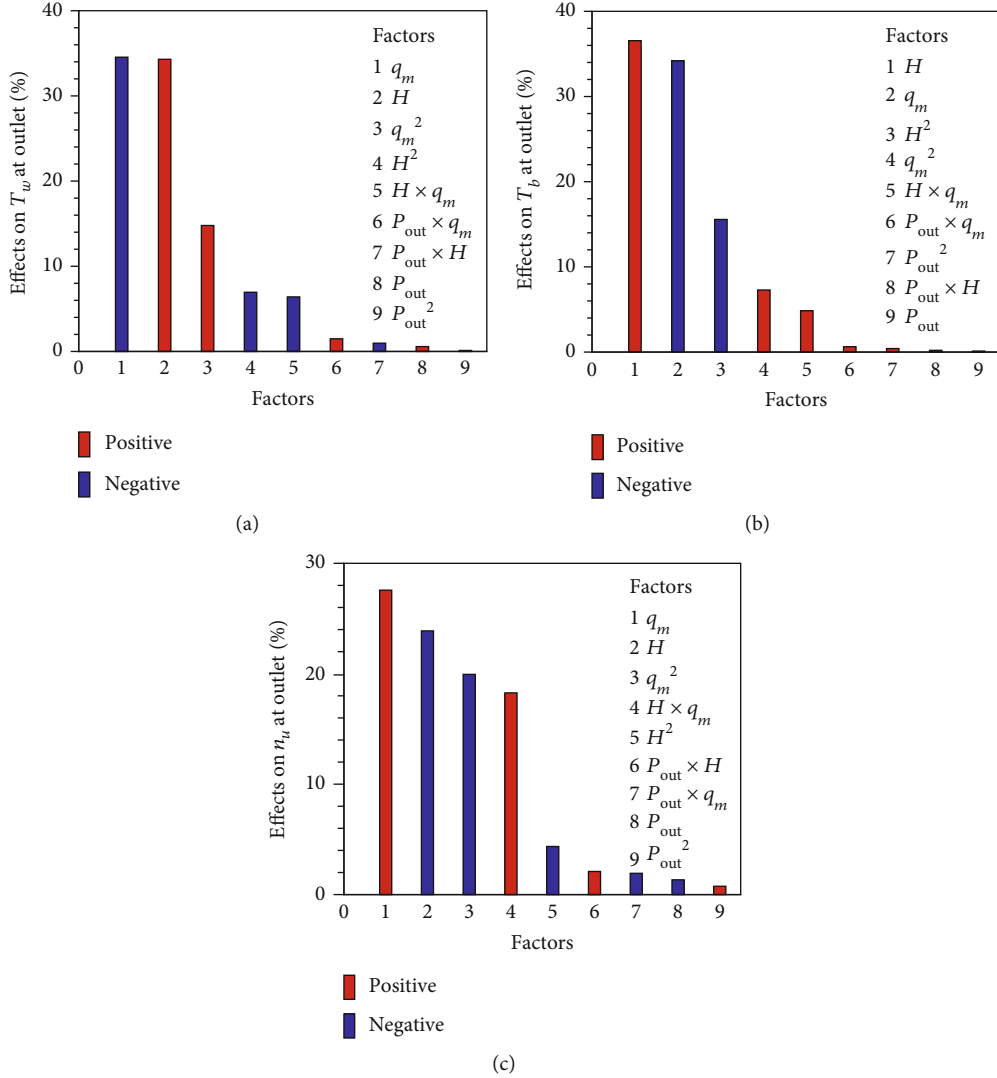 40
30
20
10
0
Effects on T_w at outlet (%)
Factors
1 q_m
2 H
3 q_m^2
4 H^2
5 H × q_m
6 P_out × q_m
7 P_out × H
8 P_out
9 P_out^2
0 1 2 3 4 5 6 7 8 9
Factors
Positive
Negative
(a)
40
30
20
10
0
Effects on T_b at outlet (%)
Factors
1 H
2 q_m
3 H^2
4 q_m^2
5 H × q_m
6 P_out × q_m
7 P_out^2
8 P_out × H
9 P_out
0 1 2 3 4 5 6 7 8 9
Factors
Positive
Negative
(b)
30
20
10
0
Effects on n_u at outlet (%)
Factors
1 q_m
2 H
3 q_m^2
4 H × q_m
5 H^2
6 P_out × H
7 P_out × q_m
8 P_out
9 P_out^2
0 1 2 3 4 5 6 7 8 9
Factors
Positive
Negative
(c)